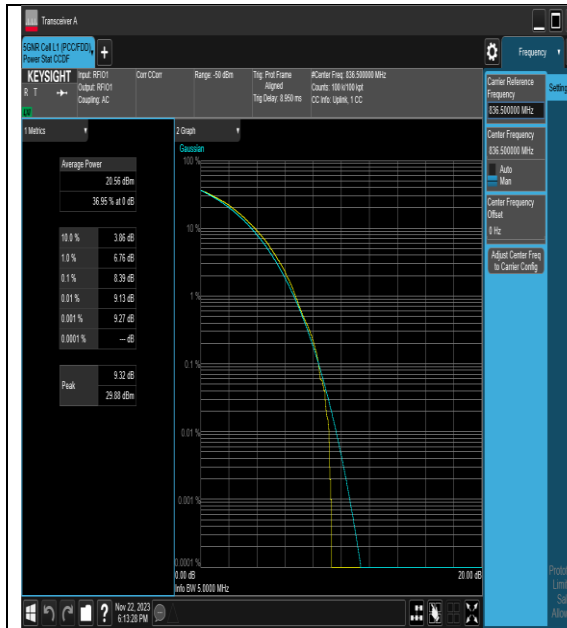 Transceiver A
5GNR Cell L1 (PCC/FDD)
Power Stat CCDF
+
Frequency
KEYSIGHT
R T
Input: RFIO1
Output: RFIO1
Coupling: AC
Corr CCorr
Range: -50 dBm
Trig: Prot Frame
Aligned
Trig Delay: 8.950 ms
#Center Freq: 836.500000 MHz
Counts: 100 k/100 kpt
CC Info: Uplink, 1 CC
1 Metrics
Average Power
20.56 dBm
36.95 % at 0 dB
10.0 % 3.86 dB
1.0 % 6.76 dB
0.1 % 8.39 dB
0.01 % 9.13 dB
0.001 % 9.27 dB
0.0001 % --- dB
Peak
9.32 dB
29.88 dBm
2 Graph
Gaussian
100 %
10 %
1 %
0.1 %
0.01 %
0.001 %
0.0001 %
0.00 dB
20.00 dB
Info BW 5.0000 MHz
Carrier Reference
Frequency
836.500000 MHz
Center Frequency
836.500000 MHz
Auto
Man
Center Frequency
Offset
0 Hz
Adjust Center Freq
to Carrier Config
Setting
Nov 22, 2023
6:13:28 PM
?